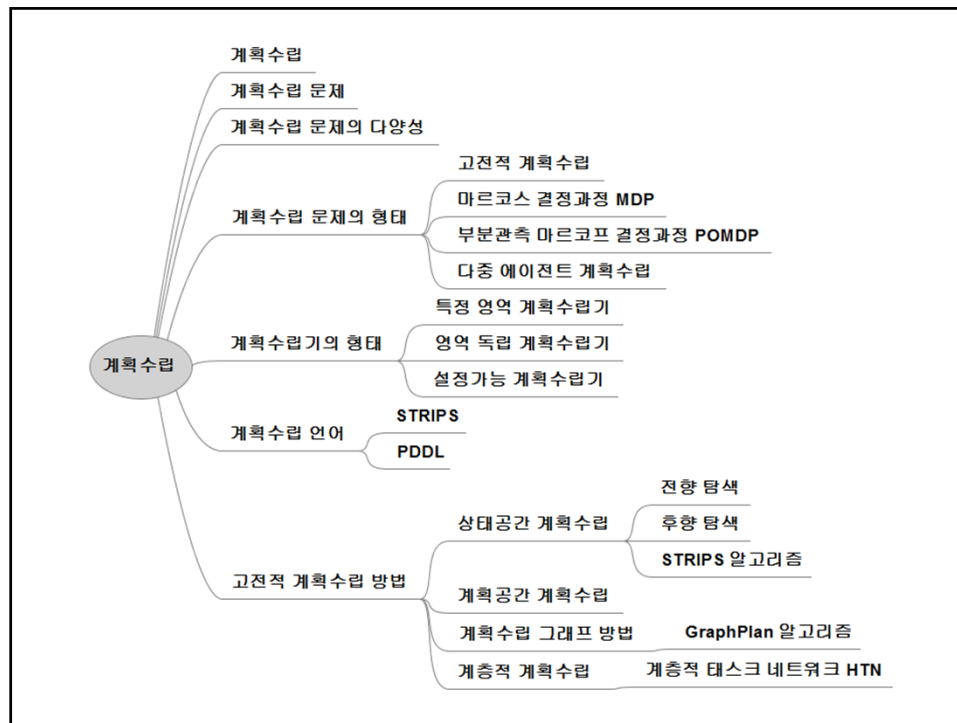 계획수립
계획수립
계획수립 문제
계획수립 문제의 다양성
계획수립 문제의 형태
고전적 계획수립
마르코스 결정과정 MDP
부분관측 마르코프 결정과정 POMDP
다중 에이전트 계획수립
계획수립기의 형태
특정 영역 계획수립기
영역 독립 계획수립기
설정가능 계획수립기
계획수립 언어
STRIPS
PDDL
고전적 계획수립 방법
상태공간 계획수립
전향 탐색
후향 탐색
STRIPS 알고리즘
계획공간 계획수립
계획수립 그래프 방법
GraphPlan 알고리즘
계층적 계획수립
계층적 태스크 네트워크 HTN